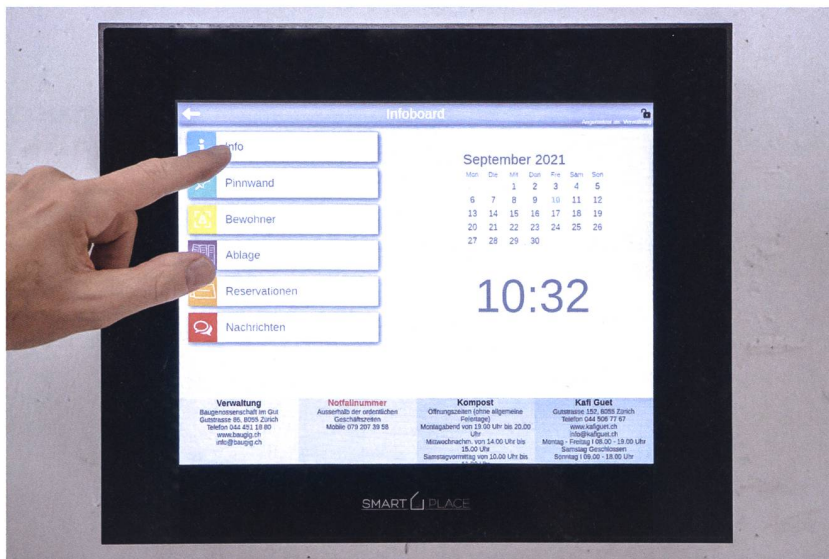 Infoboard
Angemeldet als: Verwaltung
Info
Pinnwand
Bewohner
Ablage
Reservationen
Nachrichten
September 2021
Mon Die Mit Don Fre Sam Son
1 2 3 4 5
6 7 8 9 10 11 12
13 14 15 16 17 18 19
20 21 22 23 24 25 26
27 28 29 30
10:32
Verwaltung
Baugenossenschaft im Gut
Gutstrasse 86, 8055 Zürich
Telefon 044 451 18 80
www.baugig.ch
info@baugig.ch
Notfallnummer
Ausserhalb der ordentlichen
Geschäftszeiten
Mobile 079 207 39 58
Kompost
Öffnungszeiten (ohne allgemeine
Feiertage)
Montagabend von 19.00 Uhr bis 20.00
Uhr
Mittwochnachm. von 14.00 Uhr bis
15.00 Uhr
Samstagvormittag von 10.00 Uhr bis
Kafi Guet
Gutstrasse 152, 8055 Zürich
Telefon 044 506 77 67
www.kafiguet.ch
info@kafiguet.ch
Montag - Freitag I 08.00 - 19.00 Uhr
Samstag Geschlossen
Sonntag I 09.00 - 18.00 Uhr
SMART PLACE